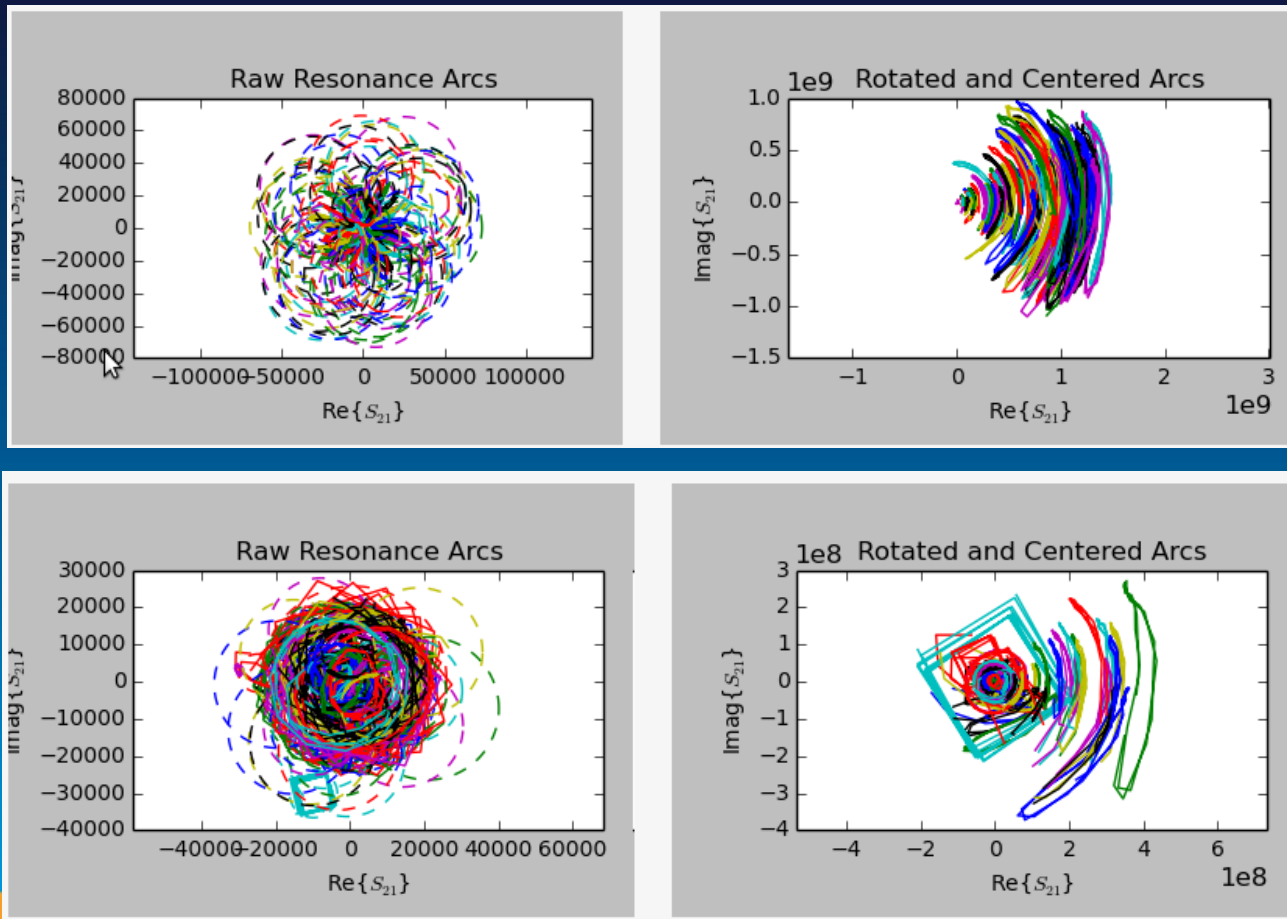 Raw Resonance Arcs
80000
60000
40000
20000
0
−20000
−40000
−60000
−80000
−100000 −50000 0 50000 100000
Re{S21}
Imag{S21}
1e9 Rotated and Centered Arcs
1.0
0.5
0.0
−0.5
−1.0
−1.5
−1 0 1 2 3
1e9
Re{S21}
Imag{S21}
Raw Resonance Arcs
30000
20000
10000
0
−10000
−20000
−30000
−40000
−40000 −20000 0 20000 40000 60000
Re{S21}
Imag{S21}
1e8 Rotated and Centered Arcs
3
2
1
0
−1
−2
−3
−4
−4 −2 0 2 4 6
1e8
Re{S21}
Imag{S21}